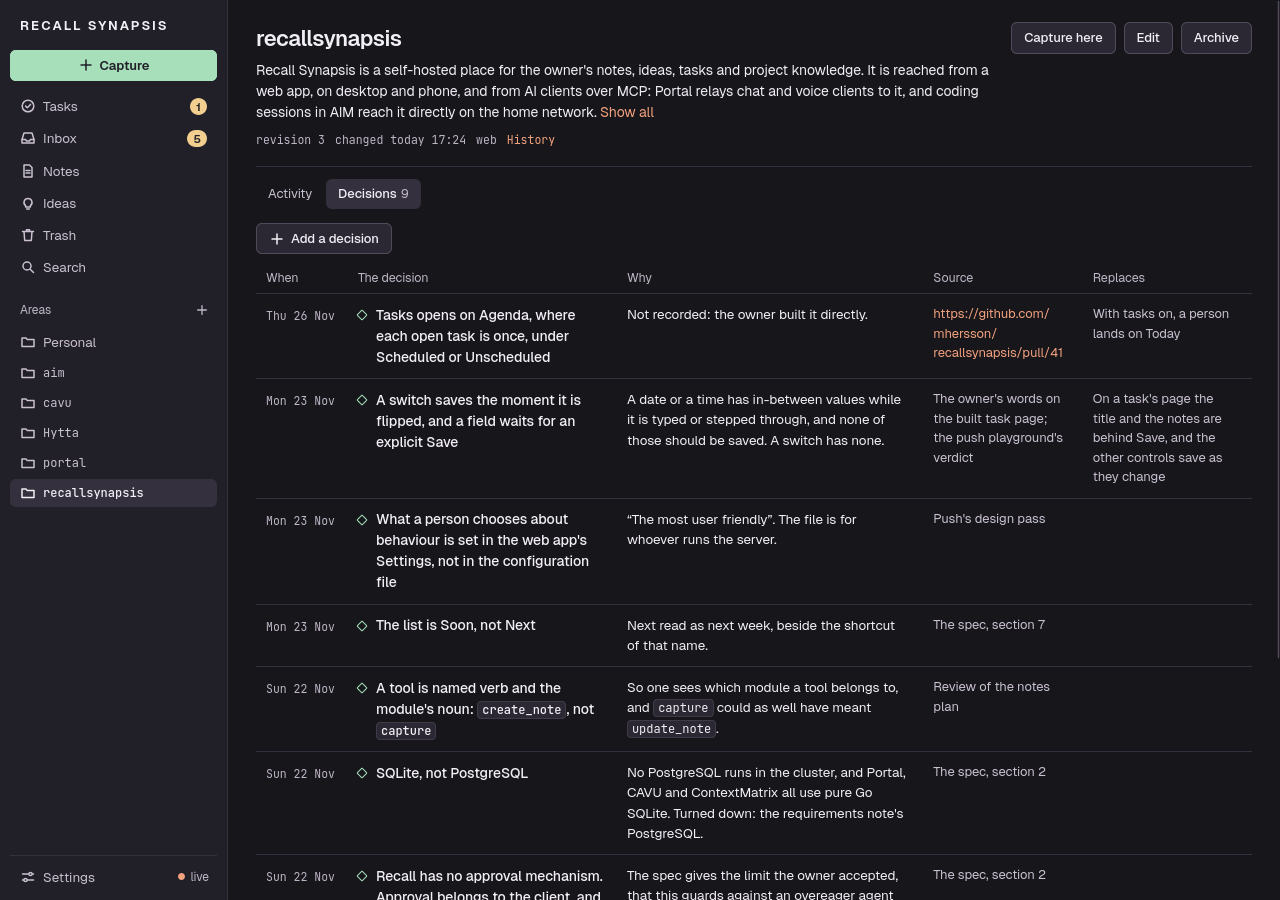 RECALL SYNAPSIS
Capture
Tasks 1
Inbox 5
Notes
Ideas
Trash
Search
Areas
Personal
aim
cavu
Hytta
portal
recallsynapsis
Settings live
recallsynapsis
Capture here Edit Archive
Recall Synapsis is a self-hosted place for the owner's notes, ideas, tasks and project knowledge. It is reached from a
web app, on desktop and phone, and from AI clients over MCP: Portal relays chat and voice clients to it, and coding
sessions in AIM reach it directly on the home network. Show all
revision 3 changed today 17:24 web History
Activity Decisions 9
Add a decision
When The decision Why Source Replaces
Thu 26 Nov
Tasks opens on Agenda, where
each open task is once, under
Scheduled or Unscheduled
Not recorded: the owner built it directly.
https://github.com/
mhersson/
recallsynapsis/pull/41
With tasks on, a person
lands on Today
Mon 23 Nov
A switch saves the moment it is
flipped, and a field waits for an
explicit Save
A date or a time has in-between values while
it is typed or stepped through, and none of
those should be saved. A switch has none.
The owner's words on
the built task page;
the push playground's
verdict
On a task's page the
title and the notes are
behind Save, and the
other controls save as
they change
Mon 23 Nov
What a person chooses about
behaviour is set in the web app's
Settings, not in the configuration
file
“The most user friendly”. The file is for
whoever runs the server.
Push's design pass
Mon 23 Nov
The list is Soon, not Next
Next read as next week, beside the shortcut
of that name.
The spec, section 7
Sun 22 Nov
A tool is named verb and the
module's noun: create_note, not
capture
So one sees which module a tool belongs to,
and capture could as well have meant
update_note.
Review of the notes
plan
Sun 22 Nov
SQLite, not PostgreSQL
No PostgreSQL runs in the cluster, and Portal,
CAVU and ContextMatrix all use pure Go
SQLite. Turned down: the requirements note's
PostgreSQL.
The spec, section 2
Sun 22 Nov
Recall has no approval mechanism.
Approval belongs to the client, and
The spec gives the limit the owner accepted,
that this guards against an overeager agent
The spec, section 2